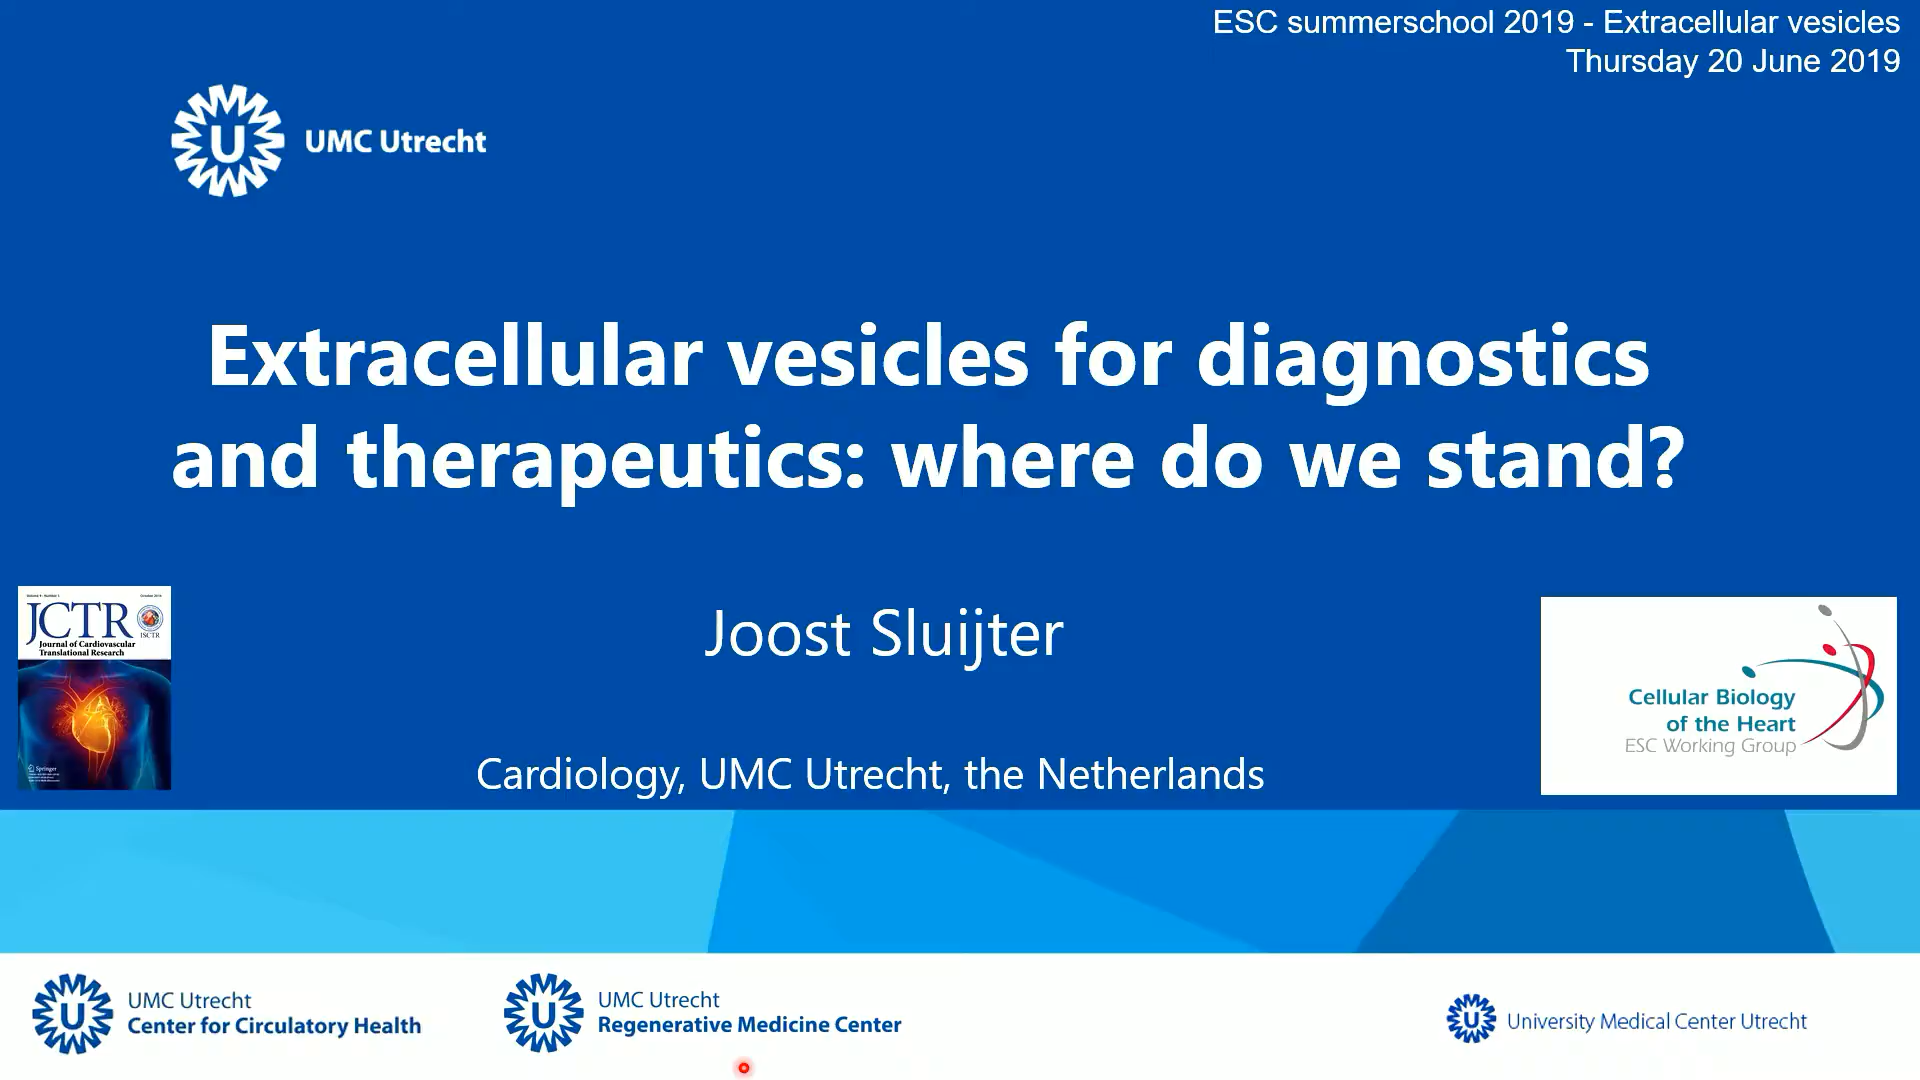 ESC summerschool 2019 - Extracellular vesicles
Thursday 20 June 2019
UMC Utrecht
Extracellular vesicles for diagnostics
and therapeutics: where do we stand?
JCTR
ISCTR
Journal of Cardiovascular
Translational Research
Springer
Joost Sluijter
Cellular Biology
of the Heart
ESC Working Group
Cardiology, UMC Utrecht, the Netherlands
UMC Utrecht
Center for Circulatory Health
UMC Utrecht
Regenerative Medicine Center
University Medical Center Utrecht